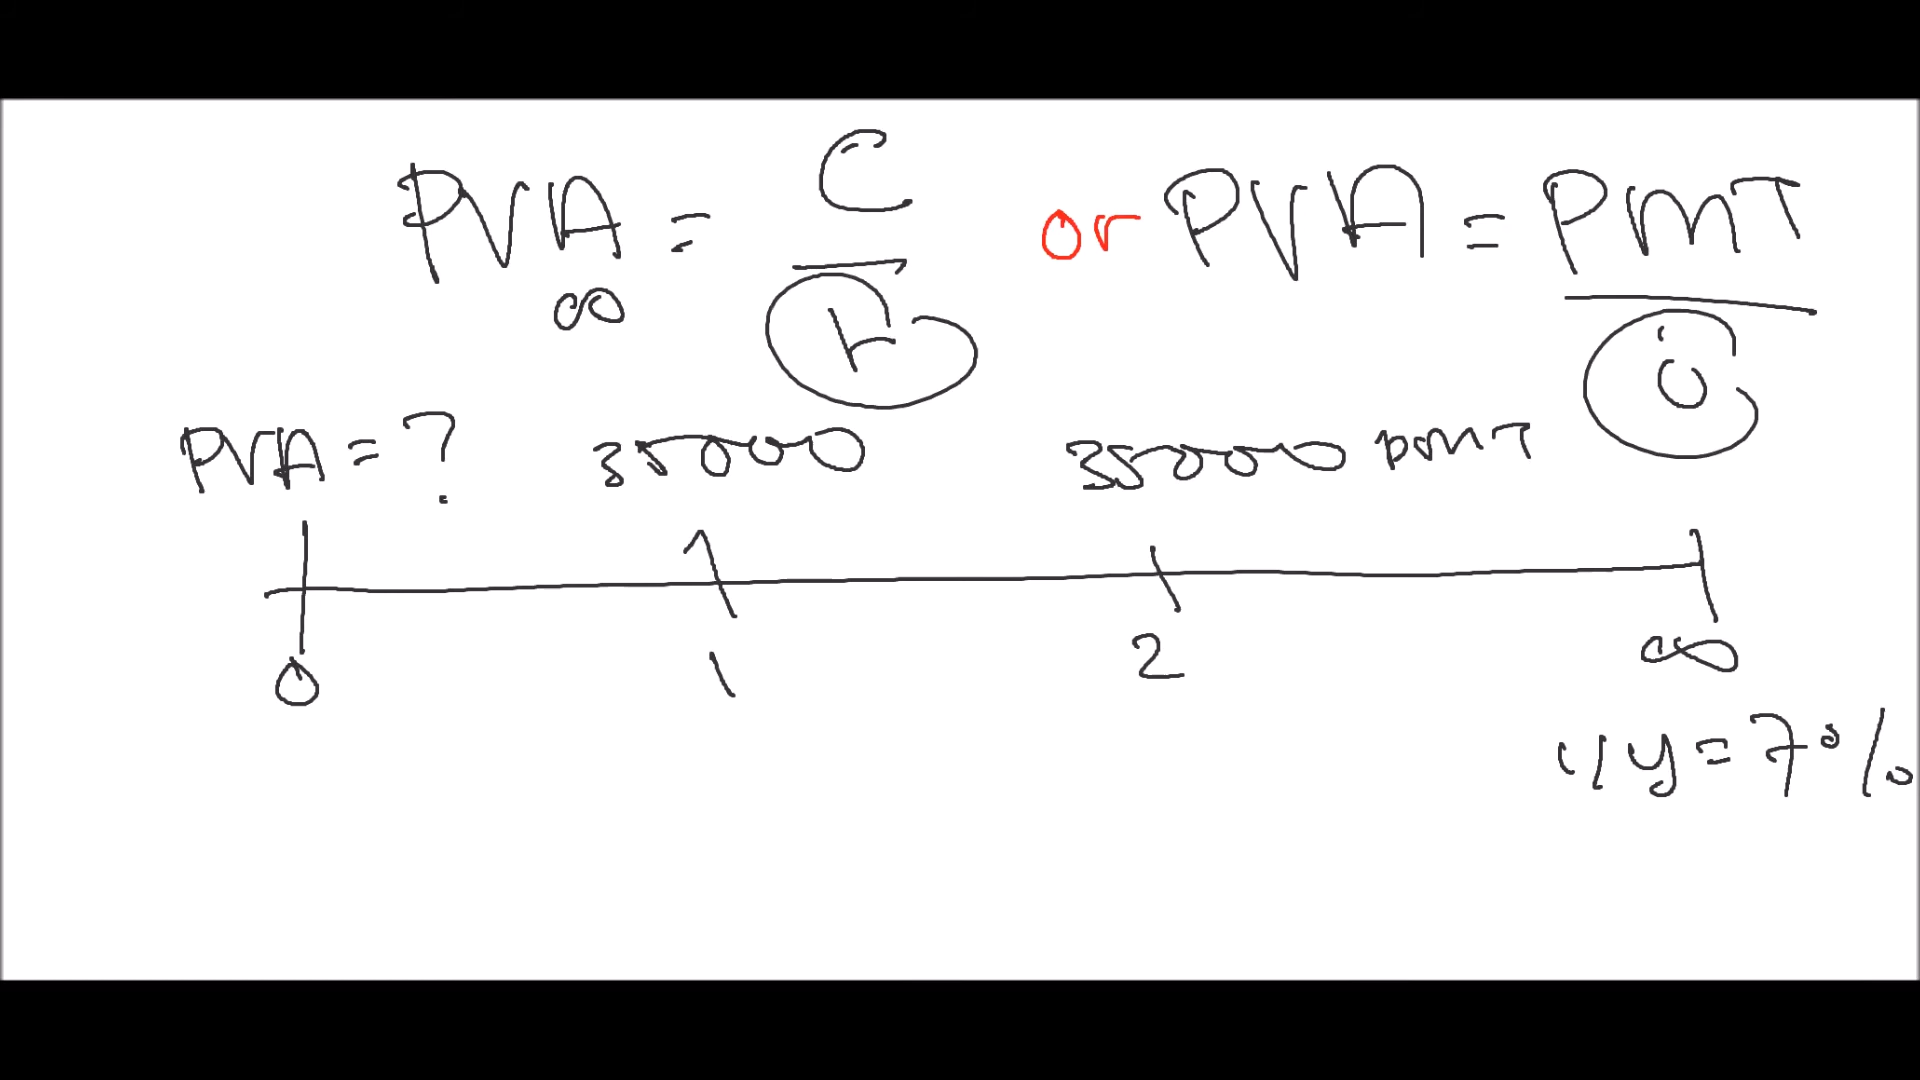 PVA∞ = C / r or PVA = PMT / i
PVA = ? 35000 35000 PMT
0 1 2 ∞
I/y = 7%